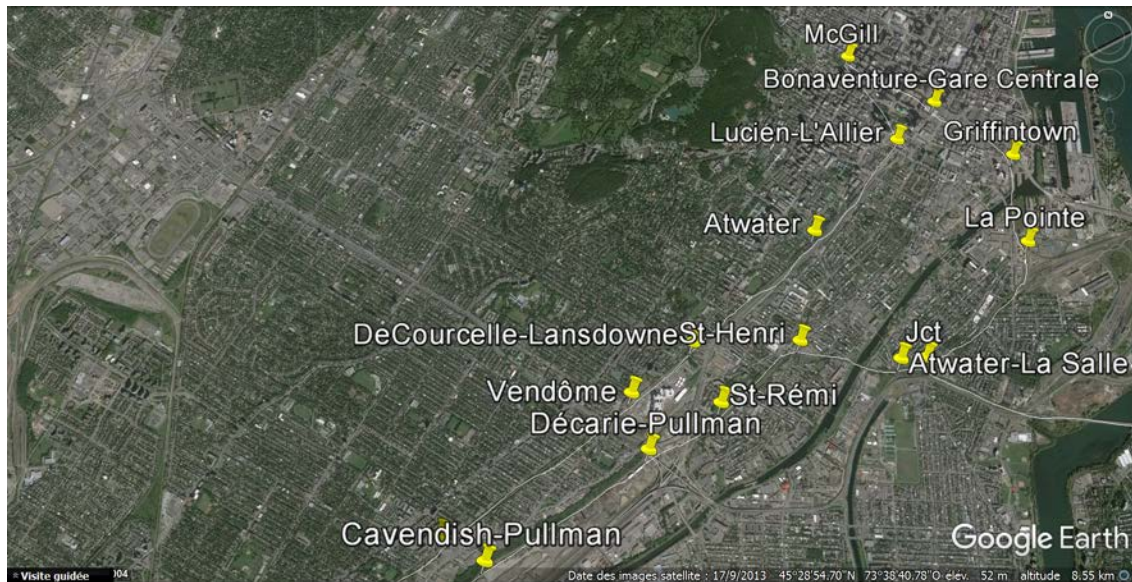 McGill
Bonaventure-Gare Centrale
Lucien-L'Allier
Griffintown
Atwater
La Pointe
DeCourcelle-Lansdowne
St-Henri
Jct
Atwater-La Salle
Vendôme
St-Rémi
Décarie-Pullman
Cavendish-Pullman
Google Earth
Visite guidée
004
Date des images satellite : 17/9/2013 45°28'54.70"N 73°38'40.78"O élév. 52 m altitude 8.55 km